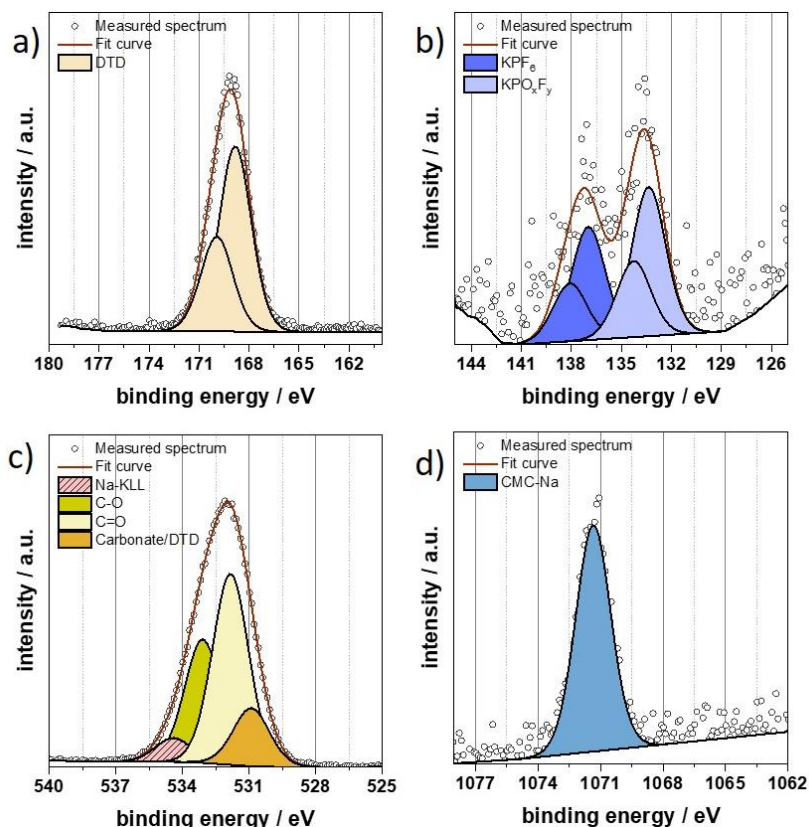 a)
Measured spectrum
Fit curve
DTD
intensity / a.u.
180 177 174 171 168 165 162
binding energy / eV
b)
Measured spectrum
Fit curve
KPF₆
KPOₓFᵧ
intensity / a.u.
144 141 138 135 132 129 126
binding energy / eV
c)
Measured spectrum
Fit curve
Na-KLL
C-O
C=O
Carbonate/DTD
intensity / a.u.
540 537 534 531 528 525
binding energy / eV
d)
Measured spectrum
Fit curve
CMC-Na
intensity / a.u.
1077 1074 1071 1068 1065 1062
binding energy / eV